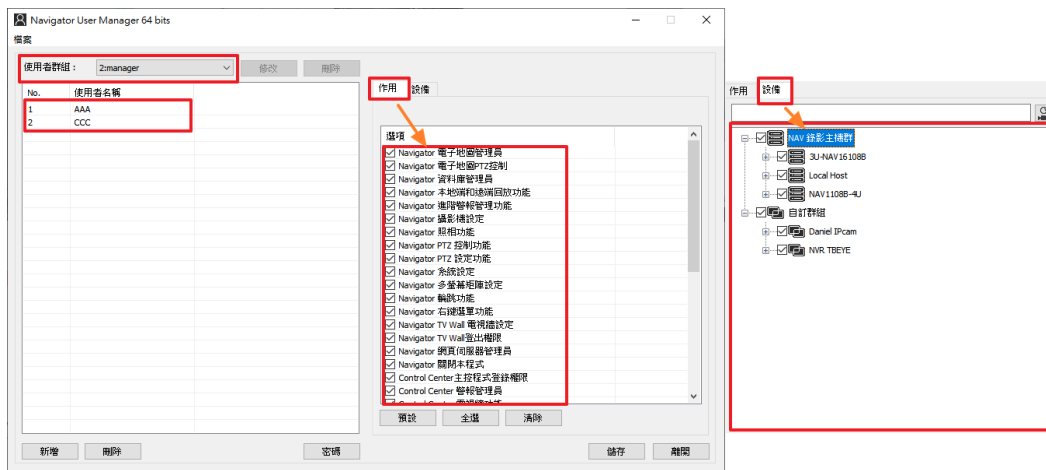 Navigator User Manager 64 bits
檔案
使用者群組： 2:manager 修改 刪除
No. 使用者名稱
1 AAA
2 CCC
作用 設備
選項
Navigator 電子地圖管理員
Navigator 電子地圖PTZ控制
Navigator 資料庫管理員
Navigator 本地端和遠端回放功能
Navigator 進階警報管理功能
Navigator 攝影機設定
Navigator 照相功能
Navigator PTZ 控制功能
Navigator PTZ 設定功能
Navigator 系統設定
Navigator 多螢幕矩陣設定
Navigator 輪跳功能
Navigator 右鍵選單功能
Navigator TV Wall 電視牆設定
Navigator TV Wall登出權限
Navigator 網頁伺服器管理員
Navigator 關閉本程式
Control Center主控程式登錄權限
Control Center 警報管理員
Control Center 電視牆功能
預設 全選 清除
新增 刪除 密碼 儲存 離開
作用 設備
NAV 錄影主機群
3U-NAV16108B
Local Host
NAV1108B-4U
自訂群組
Daniel IPcam
NVR TBEYE